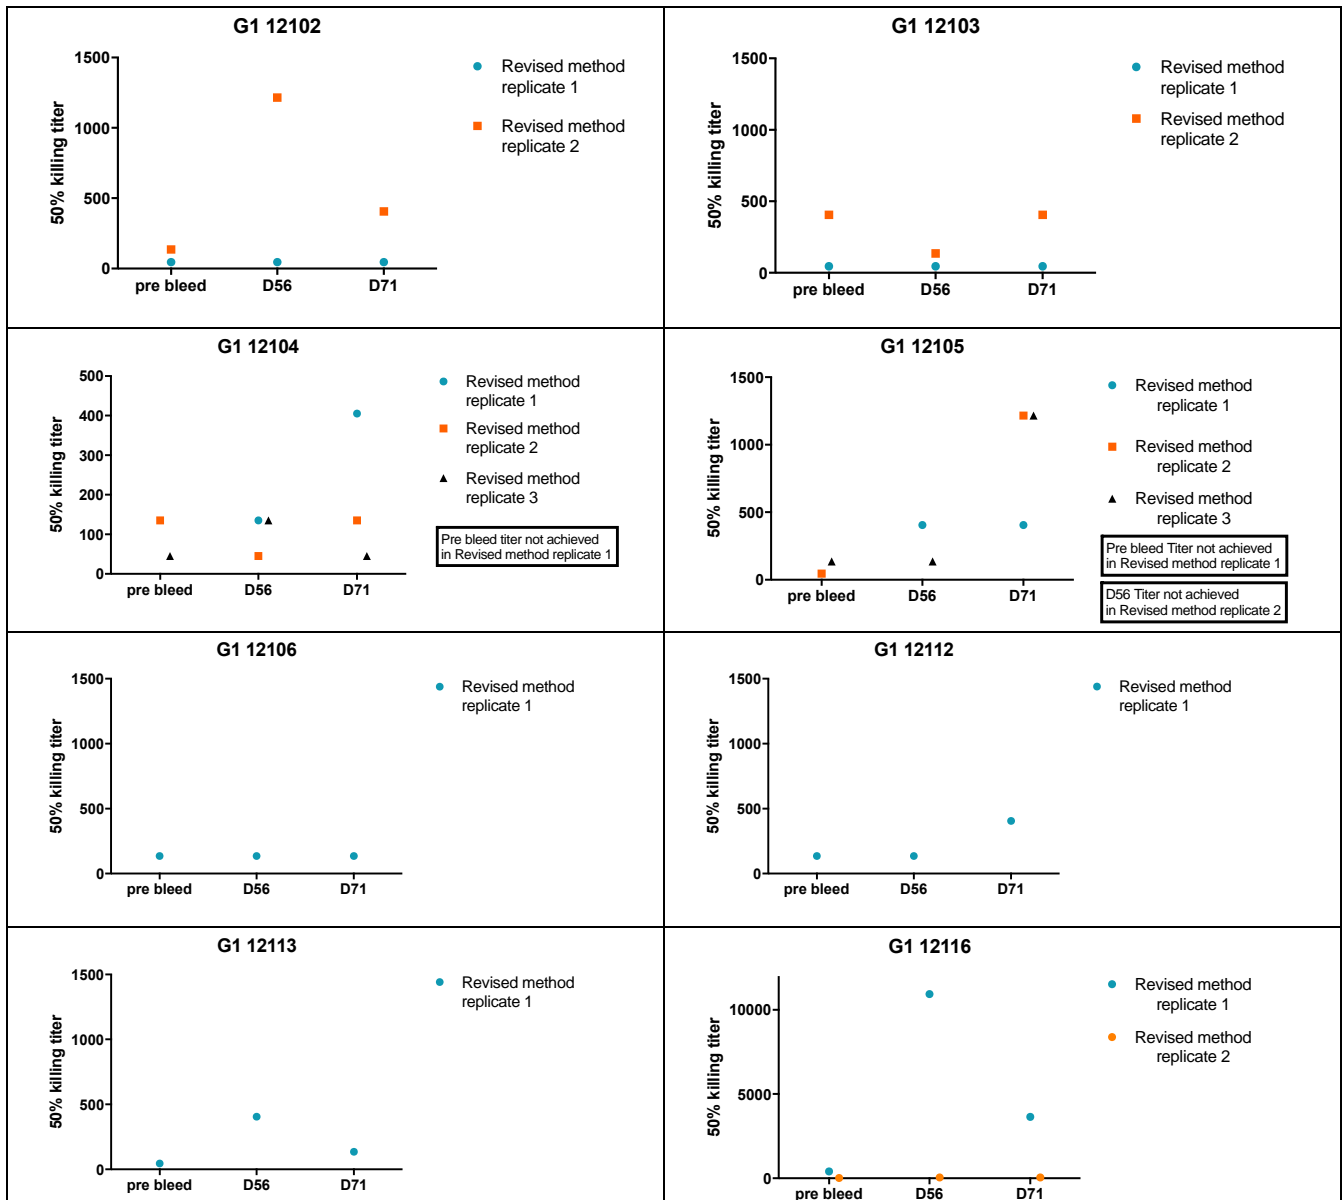 G1 12102
50% killing titer
1500
1000
500
0
pre bleed D56 D71
Revised method
replicate 1
Revised method
replicate 2
G1 12103
50% killing titer
1500
1000
500
0
pre bleed D56 D71
Revised method
replicate 1
Revised method
replicate 2
G1 12104
50% killing titer
500
400
300
200
100
0
pre bleed D56 D71
Revised method
replicate 1
Revised method
replicate 2
Revised method
replicate 3
Pre bleed titer not achieved
in Revised method replicate 1
G1 12105
50% killing titer
1500
1000
500
0
pre bleed D56 D71
Revised method
replicate 1
Revised method
replicate 2
Revised method
replicate 3
Pre bleed Titer not achieved
in Revised method replicate 1
D56 Titer not achieved
in Revised method replicate 2
G1 12106
50% killing titer
1500
1000
500
0
pre bleed D56 D71
Revised method
replicate 1
G1 12112
50% killing titer
1500
1000
500
0
pre bleed D56 D71
Revised method
replicate 1
G1 12113
50% killing titer
1500
1000
500
0
pre bleed D56 D71
Revised method
replicate 1
G1 12116
50% killing titer
10000
5000
0
pre bleed D56 D71
Revised method
replicate 1
Revised method
replicate 2